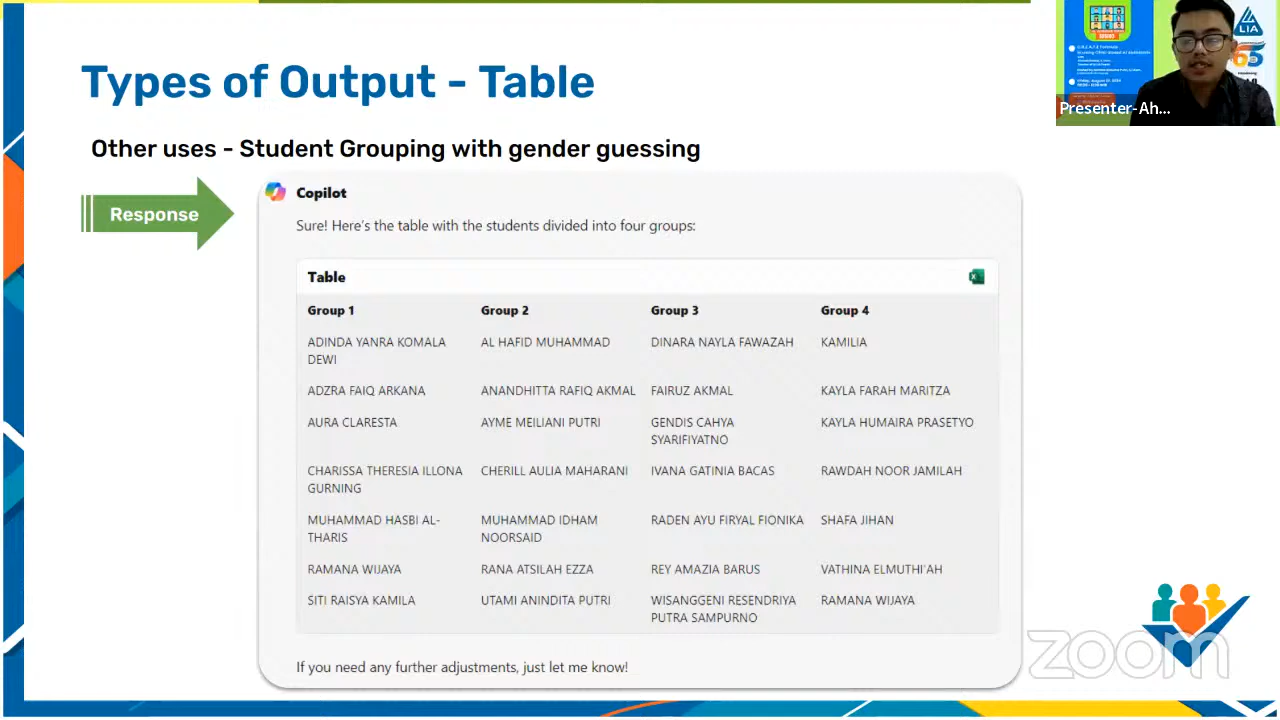 Types of Output - Table
Other uses - Student Grouping with gender guessing
Response
Copilot
Sure! Here's the table with the students divided into four groups:
Table
Group 1 Group 2 Group 3 Group 4
ADINDA YANRA KOMALA DEWI AL HAFID MUHAMMAD DINARA NAYLA FAWAZAH KAMILIA
ADZRA FAIQ ARKANA ANANDHITTA RAFIQ AKMAL FAIRUZ AKMAL KAYLA FARAH MARITZA
AURA CLARESTA AYME MEILIANI PUTRI GENDIS CAHYA SYARIFIYATNO KAYLA HUMAIRA PRASETYO
CHARISSA THERESIA ILLONA GURNING CHERILL AULIA MAHARANI IVANA GATINIA BACAS RAWDAH NOOR JAMILAH
MUHAMMAD HASBI AL-THARIS MUHAMMAD IDHAM NOORSAID RADEN AYU FIRYAL FIONIKA SHAFA JIHAN
RAMANA WIJAYA RANA ATSILAH EZZA REY AMAZIA BARUS VATHINA ELMUTHI'AH
SITI RAISYA KAMILA UTAMI ANINDITA PUTRI WISANGGENI RESENDRIYA PUTRA SAMPURNO RAMANA WIJAYA
If you need any further adjustments, just let me know!
Presenter-Ah...
LIA
zoom